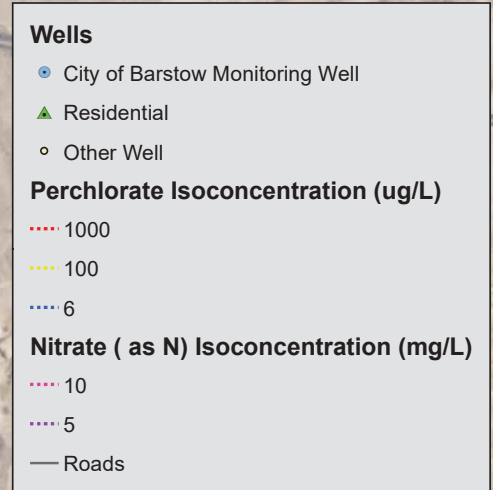 Wells
City of Barstow Monitoring Well
Residential
Other Well
Perchlorate Isoconcentration (ug/L)
1000
100
6
Nitrate ( as N) Isoconcentration (mg/L)
10
5
Roads